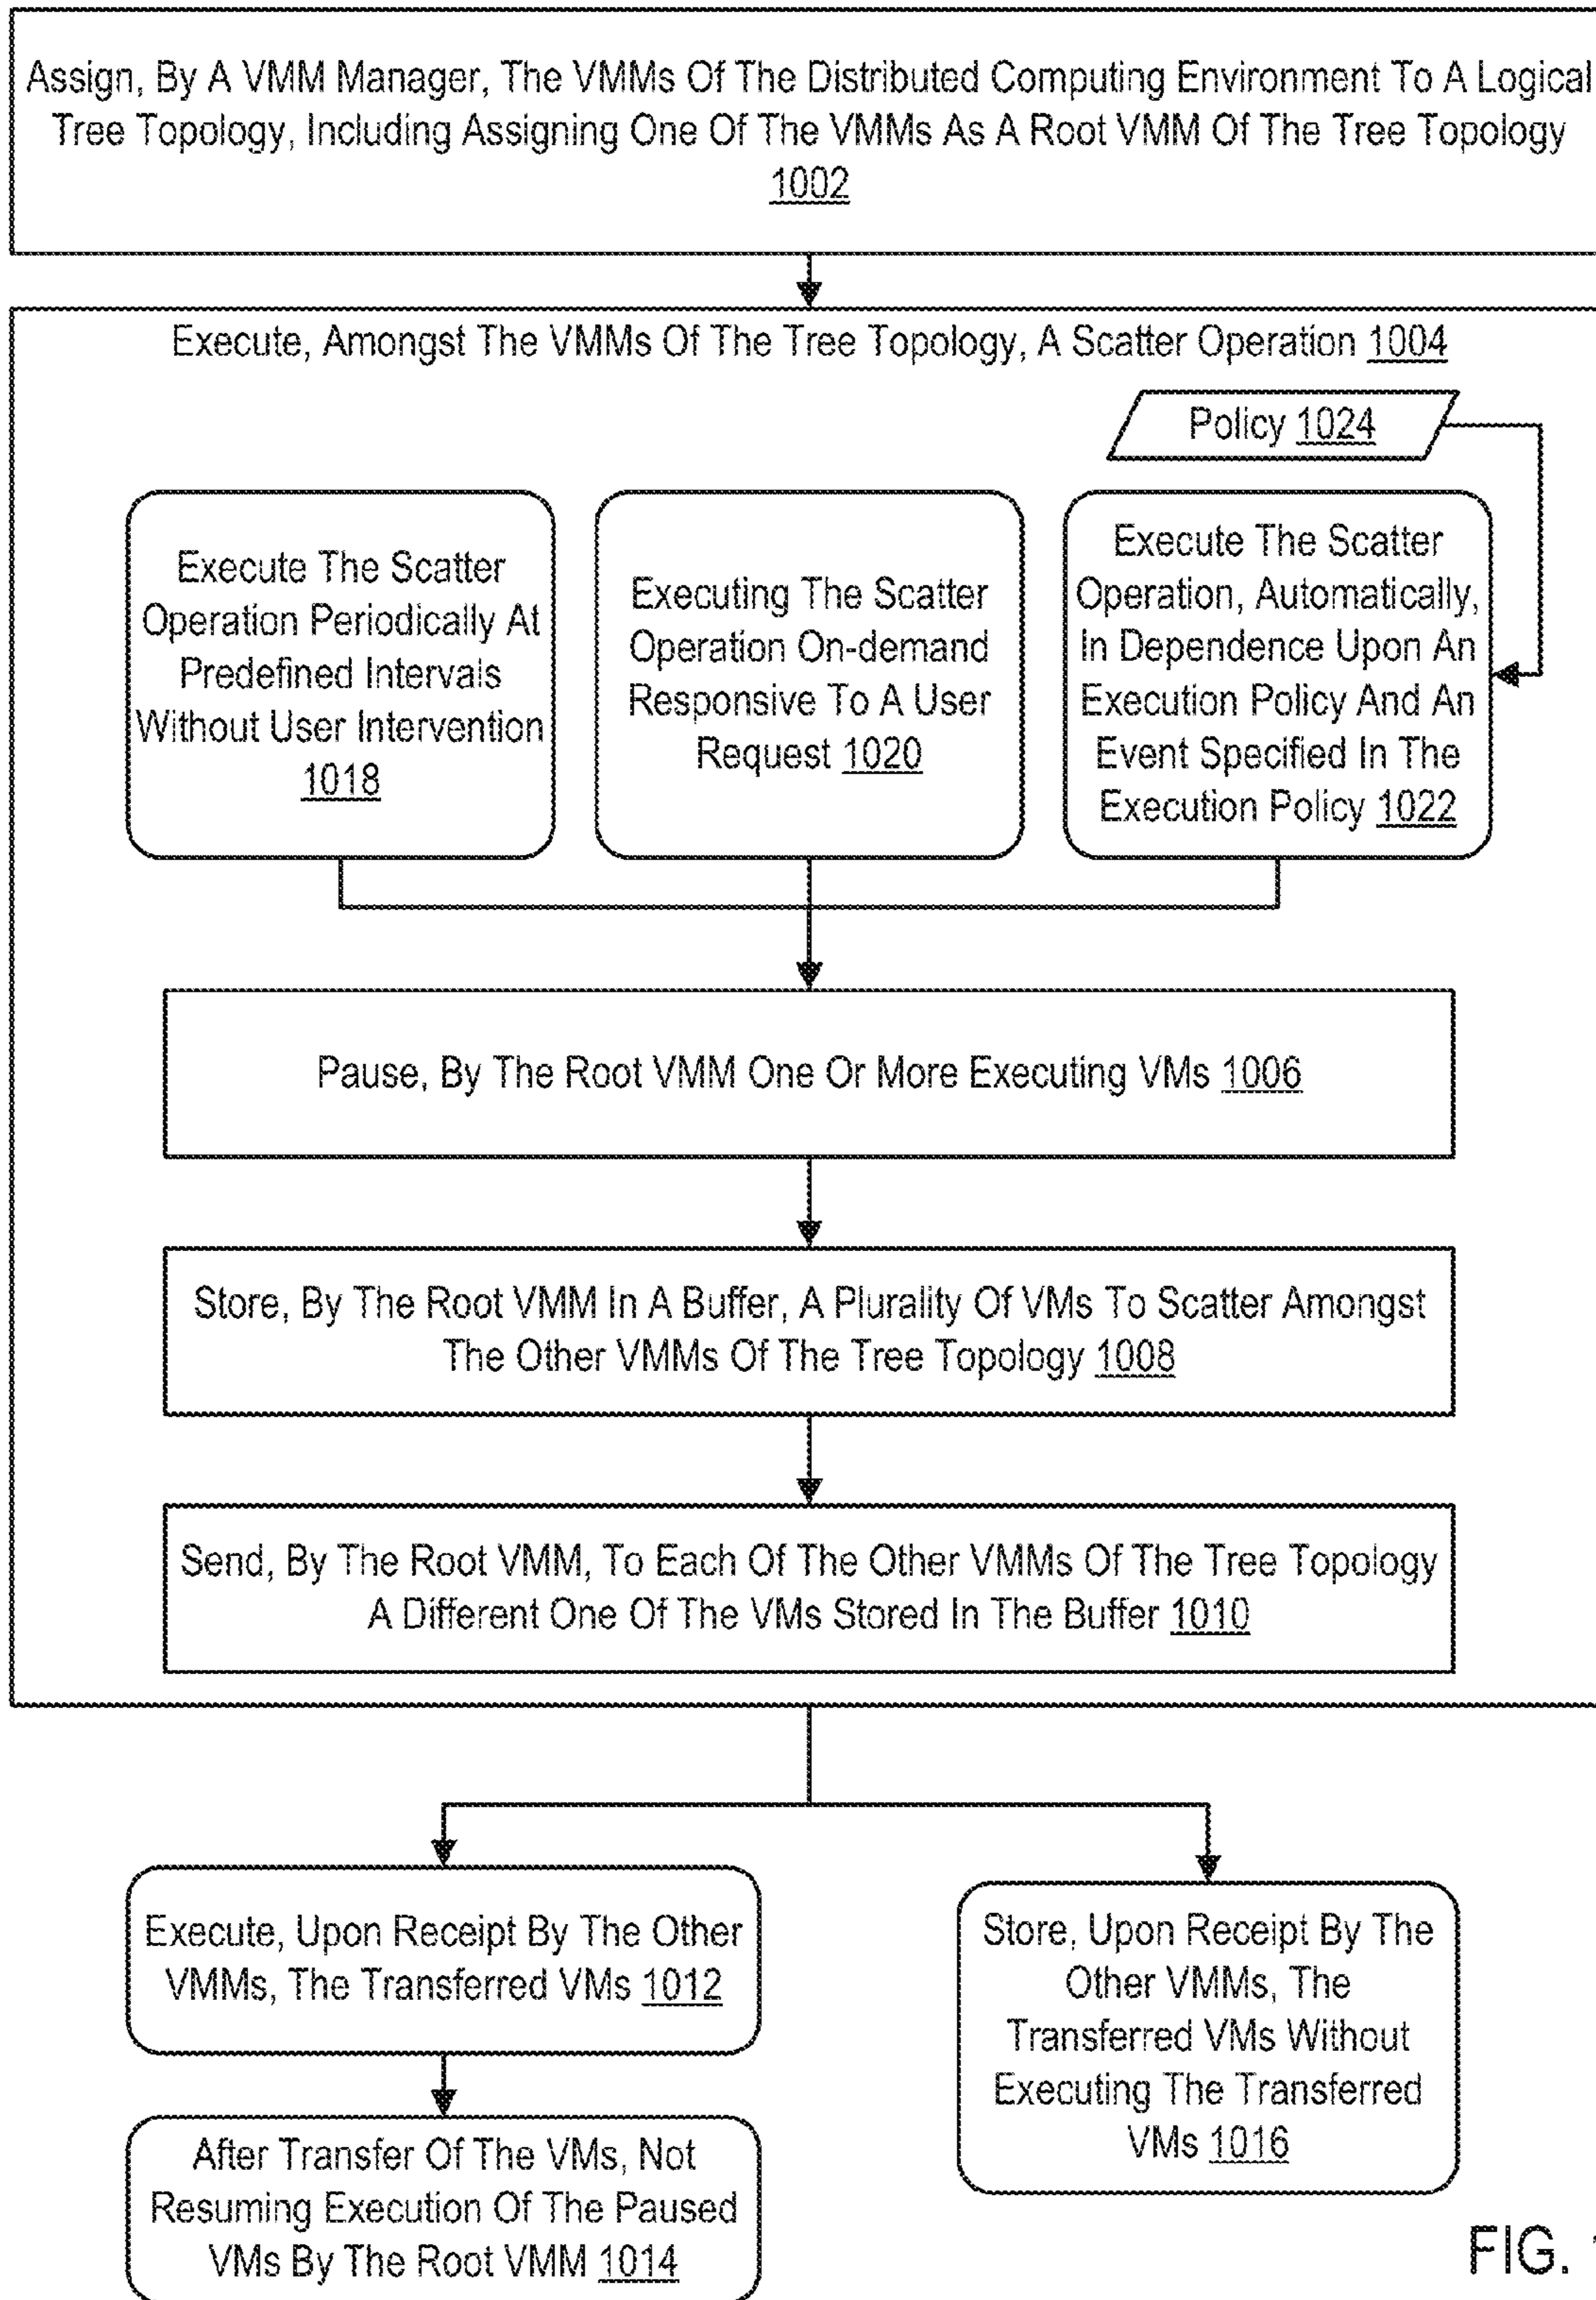 Assign, By A VMM Manager, The VMMs Of The Distributed Computing Environment To A Logical
Tree Topology, Including Assigning One Of The VMMs As A Root VMM Of The Tree Topology
1002
Execute, Amongst The VMMs Of The Tree Topology, A Scatter Operation 1004
Policy 1024
Execute The Scatter
Operation Periodically At
Predefined Intervals
Without User Intervention
1018
Executing The Scatter
Operation On-demand
Responsive To A User
Request 1020
Execute The Scatter
Operation, Automatically,
In Dependence Upon An
Execution Policy And An
Event Specified In The
Execution Policy 1022
Pause, By The Root VMM One Or More Executing VMs 1006
Store, By The Root VMM In A Buffer, A Plurality Of VMs To Scatter Amongst
The Other VMMs Of The Tree Topology 1008
Send, By The Root VMM, To Each Of The Other VMMs Of The Tree Topology
A Different One Of The VMs Stored In The Buffer 1010
Execute, Upon Receipt By The Other
VMMs, The Transferred VMs 1012
After Transfer Of The VMs, Not
Resuming Execution Of The Paused
VMs By The Root VMM 1014
Store, Upon Receipt By The
Other VMMs, The
Transferred VMs Without
Executing The Transferred
VMs 1016
FIG.